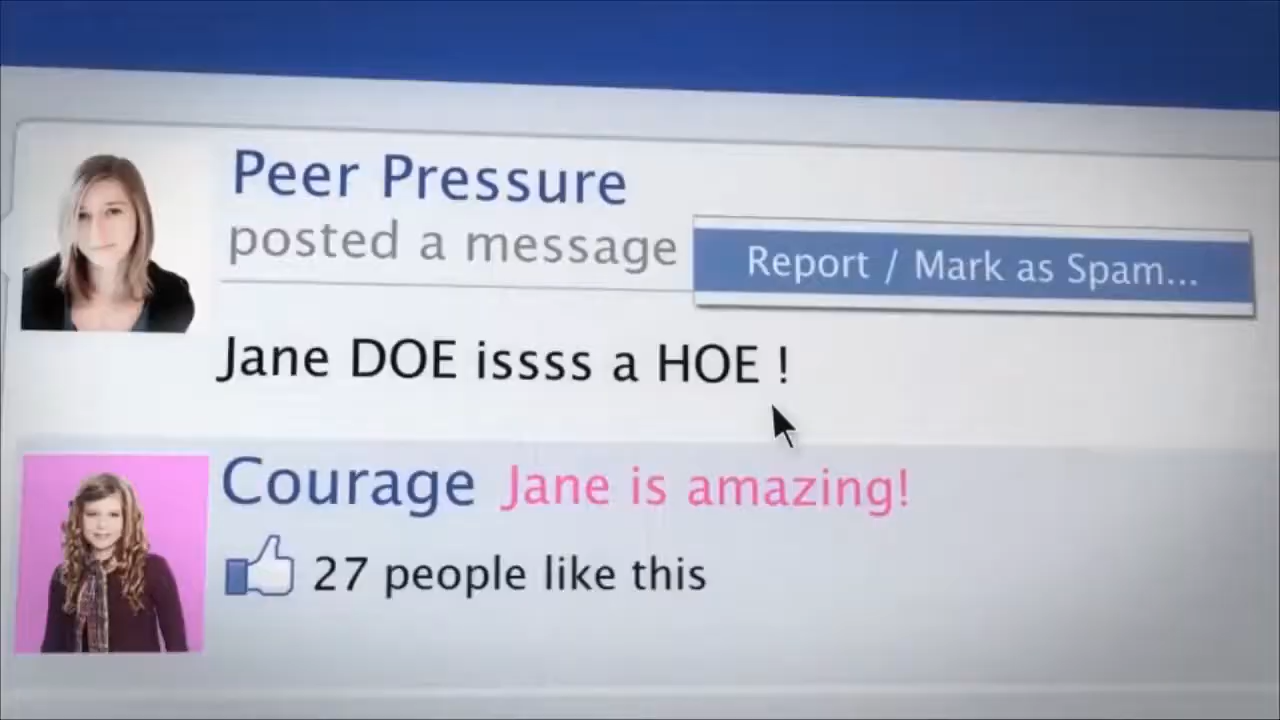 Peer Pressure
posted a message
Report / Mark as Spam...
Jane DOE issss a HOE !
Courage Jane is amazing!
27 people like this